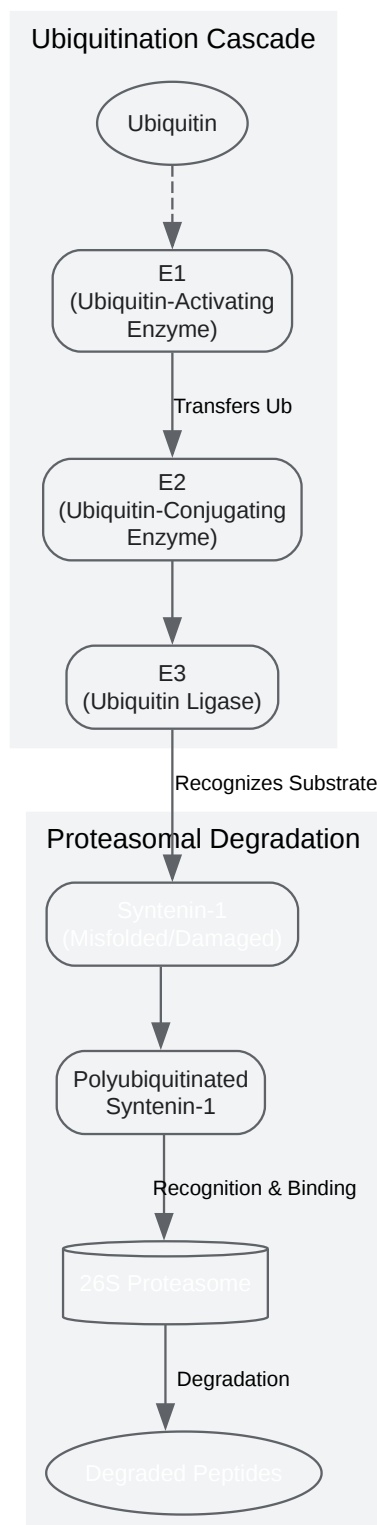 Ubiquitination Cascade
Ubiquitin
E1
(Ubiquitin-Activating
Enzyme)
Transfers Ub
E2
(Ubiquitin-Conjugating
Enzyme)
E3
(Ubiquitin Ligase)
Recognizes Substrate
Proteasomal Degradation
Syntenin-1
(Misfolded/Damaged)
Polyubiquitinated
Syntenin-1
Recognition & Binding
26S Proteasome
Degradation
Degraded Peptides